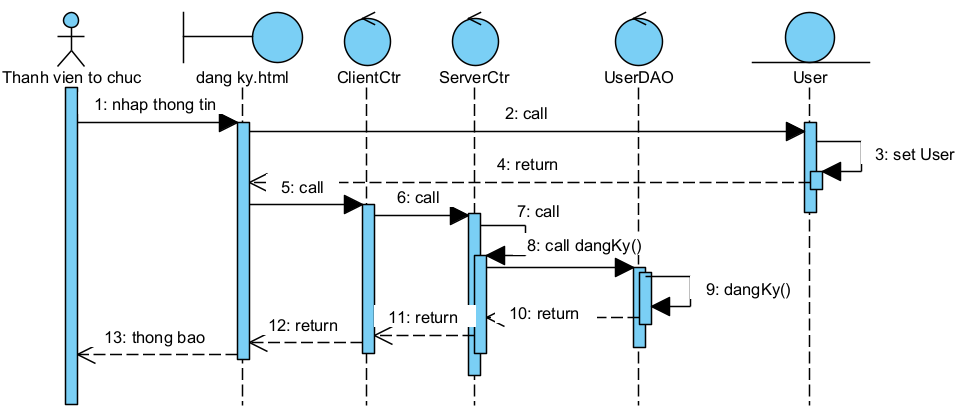 Thanh vien to chuc
dang ky.html
ClientCtr
ServerCtr
UserDAO
User
1: nhap thong tin
2: call
3: set User
4: return
5: call
6: call
7: call
8: call dangKy()
9: dangKy()
10: return
11: return
12: return
13: thong bao